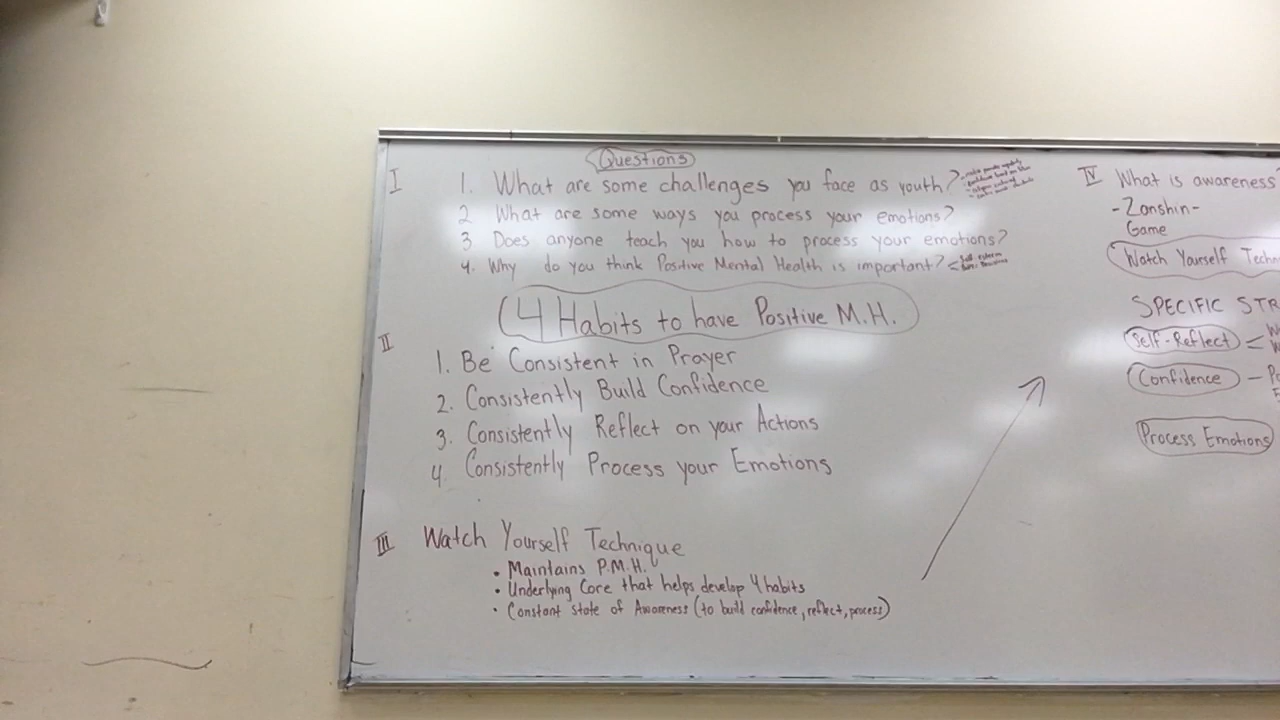 Questions
I
1. What are some challenges you face as youth?
2 What are some ways you process your emotions?
3 Does anyone teach you how to process your emotions?
4. Why do you think Positive Mental Health is important? < Self-esteem
4 Habits to have Positive M.H.
II
1. Be Consistent in Prayer
2. Consistently Build Confidence
3. Consistently Reflect on your Actions
4. Consistently Process your Emotions
III Watch Yourself Technique
• Maintains P.M.H.
• Underlying Core that helps develop 4 habits
• Constant State of Awareness (to build confidence, reflect, process)
IV What is awareness?
- Zanshin -
Game
Watch Yourself Techn
SPECIFIC STR
Self-Reflect <
Confidence –
Process Emotions